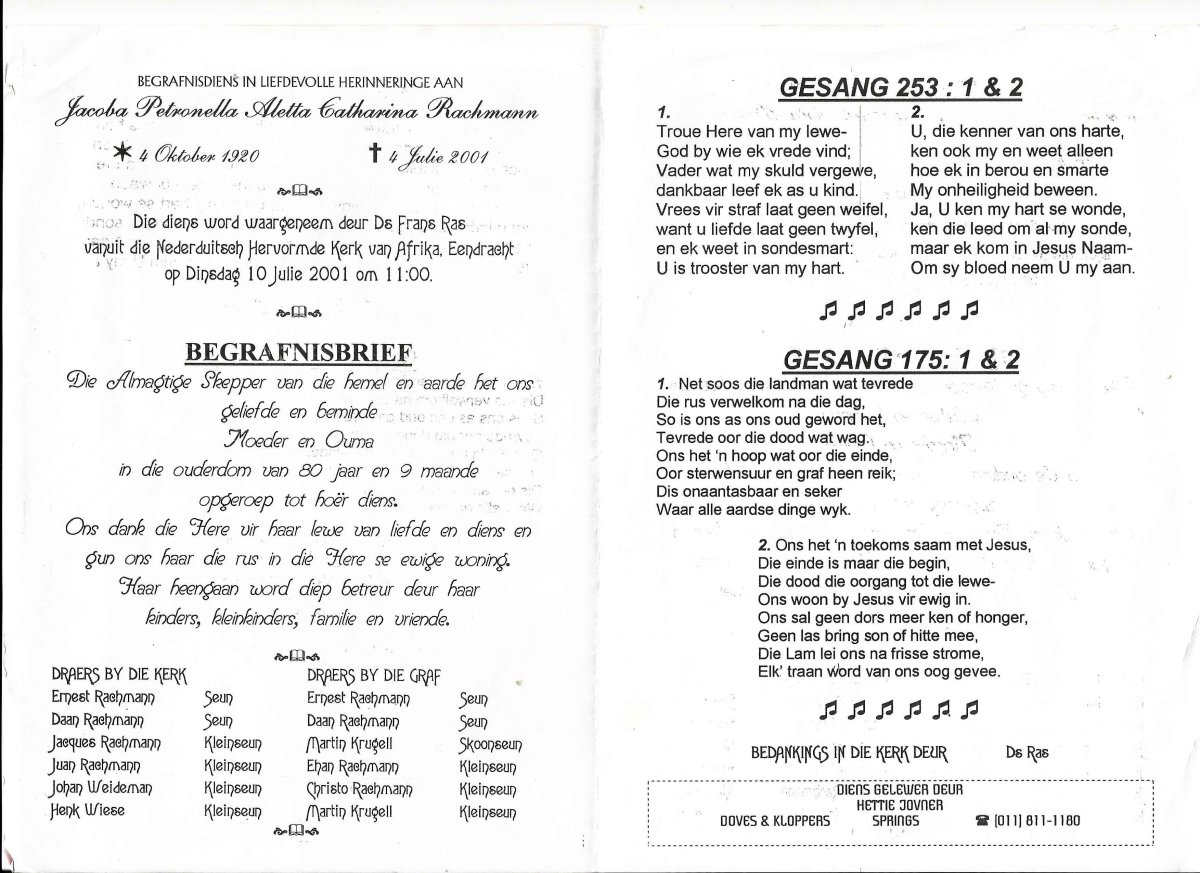 BEGRAFNISDIENS IN LIEFDEVOLLE HERINNERINGE AAN
Jacoba Petronella Aletta Catharina Rachmann
4 Oktober 1920 4 Julie 2001
Die diens word waargeneem deur Ds Frans Ras
vanuit die Nederduitsch Hervormde Kerk van Afrika, Eendracht
op Dinsdag 10 Julie 2001 om 11:00.
BEGRAFNISBRIEF
Die Almagtige Skepper van die hemel en aarde het ons
geliefde en beminde
Moeder en Ouma
in die ouderdom van 80 jaar en 9 maande
opgeroep tot hoër diens.
Ons dank die Here vir haar lewe van liefde en diens en
gun ons haar die rus in die Here se ewige woning.
Haar heengaan word diep betreur deur haar
kinders, kleinkinders, familie en vriende.
DRAERS BY DIE KERK DRAERS BY DIE GRAF
Ernest Rachmann Seun Ernest Rachmann Seun
Daan Rachmann Seun Daan Rachmann Seun
Jacques Rachmann Kleinseun Martin Krugell Skoonseun
Juan Rachmann Kleinseun Ehan Rachmann Kleinseun
Johan Weideman Kleinseun Christo Rachmann Kleinseun
Henk Wiese Kleinseun Martin Krugell Kleinseun
GESANG 253 : 1 & 2
1.
Troue Here van my lewe-
God by wie ek vrede vind;
Vader wat my skuld vergewe,
dankbaar leef ek as u kind.
Vrees vir straf laat geen weifel,
want u liefde laat geen twyfel,
en ek weet in sondesmart:
U is trooster van my hart.
2.
U, die kenner van ons harte,
ken ook my en weet alleen
hoe ek in berou en smarte
My onheiligheid beween.
Ja, U ken my hart se wonde,
ken die leed om al my sonde,
maar ek kom in Jesus Naam-
Om sy bloed neem U my aan.
GESANG 175: 1 & 2
1. Net soos die landman wat tevrede
Die rus verwelkom na die dag,
So is ons as ons oud geword het,
Tevrede oor die dood wat wag.
Ons het 'n hoop wat oor die einde,
Oor sterwensuur en graf heen reik;
Dis onaantasbaar en seker
Waar alle aardse dinge wyk.
2. Ons het 'n toekoms saam met Jesus,
Die einde is maar die begin,
Die dood die oorgang tot die lewe-
Ons woon by Jesus vir ewig in.
Ons sal geen dors meer ken of honger,
Geen las bring son of hitte mee,
Die Lam lei ons na frisse strome,
Elk' traan word van ons oog gevee.
BEDANKINGS IN DIE KERK DEUR Ds Ras
DIENS GELEWER DEUR
HETTIE JOVNER
DOVES & KLOPPERS SPRINGS (011) 811-1180